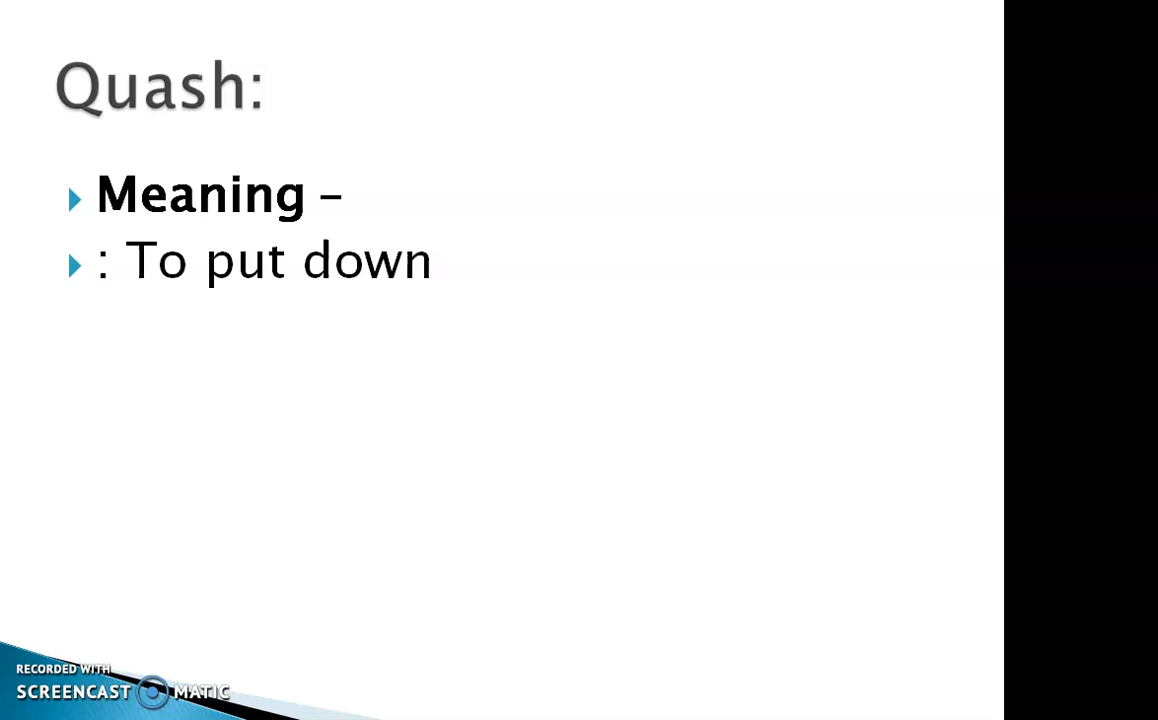 Quash:
Meaning –
: To put down
RECORDED WITH
SCREENCAST MATIC